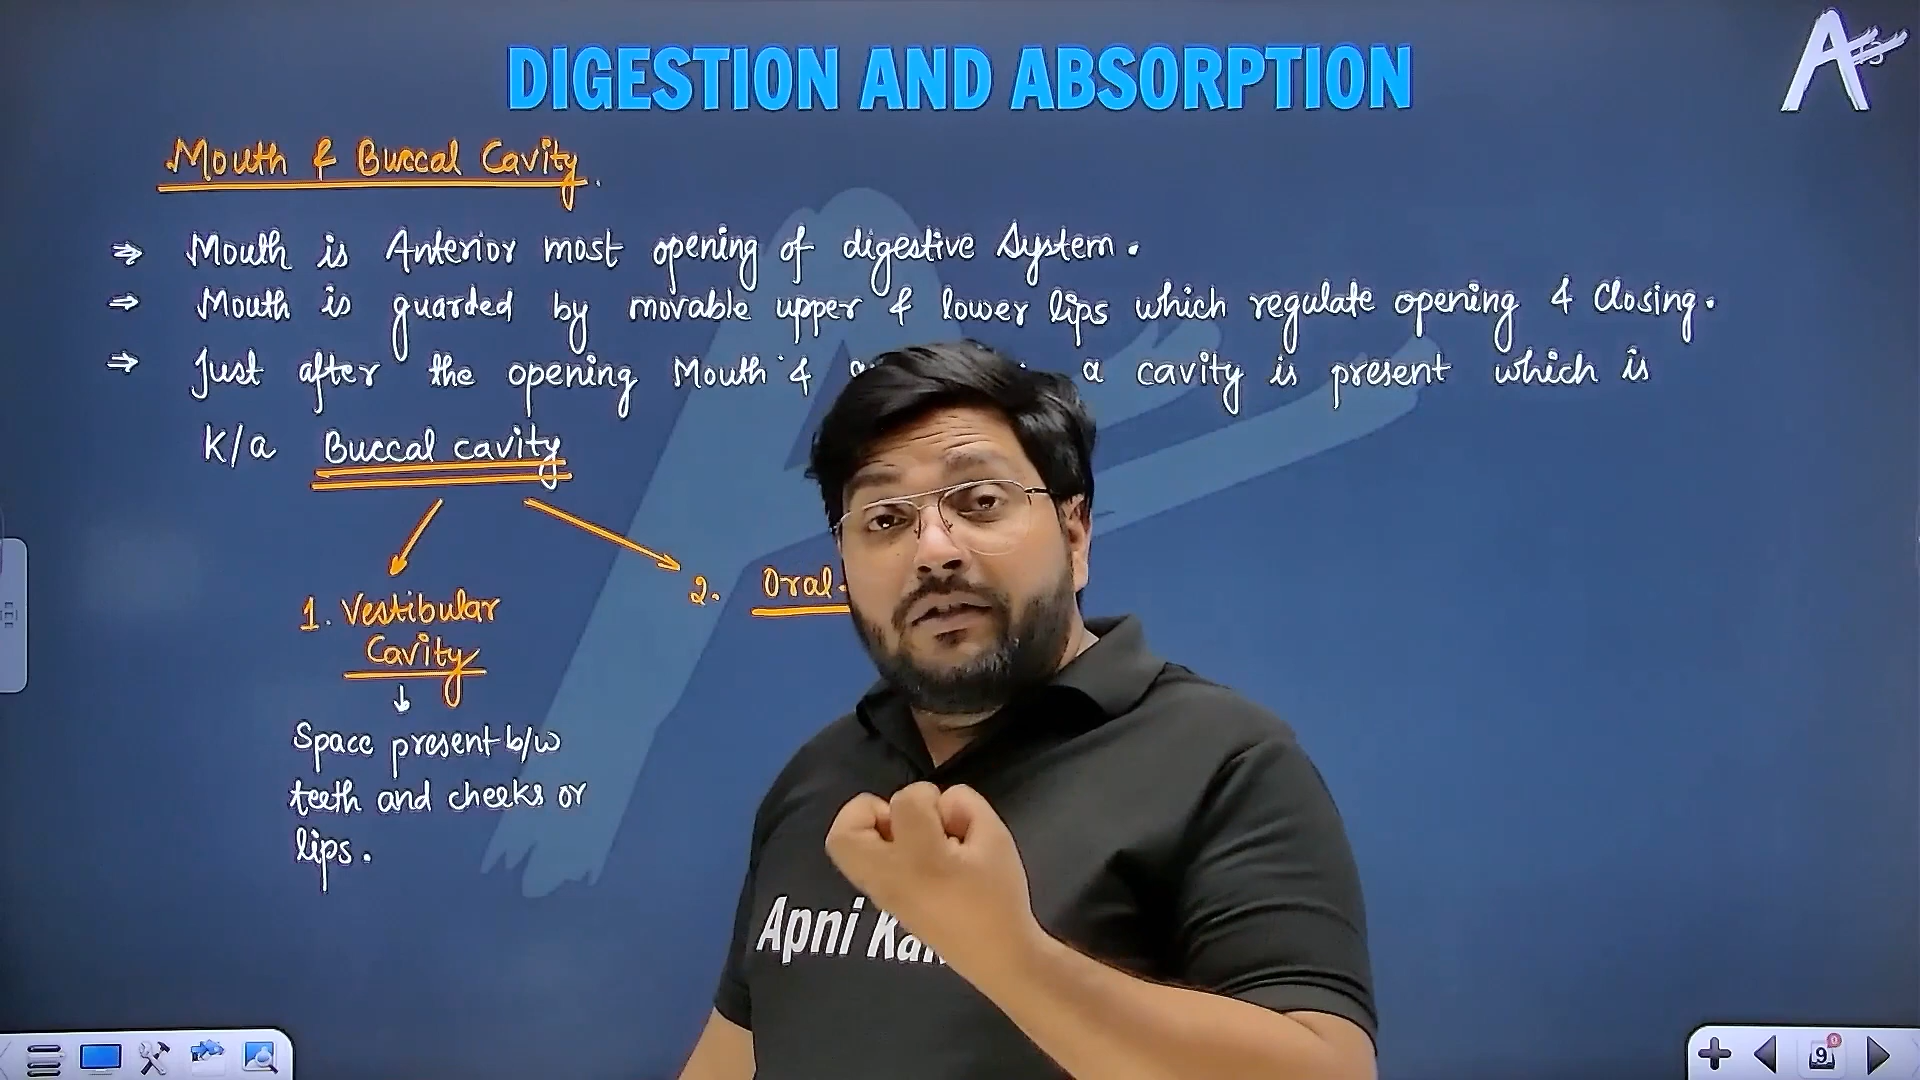 DIGESTION AND ABSORPTION
Mouth & Buccal Cavity
⇒ Mouth is Anterior most opening of digestive System.
⇒ Mouth is guarded by movable upper & lower lips which regulate opening & Closing.
⇒ Just after the opening Mouth & a cavity is present which is
K/a Buccal cavity
1. Vestibular
Cavity
2. Oral
Space present b/w
teeth and cheeks or
lips.
Apni
9